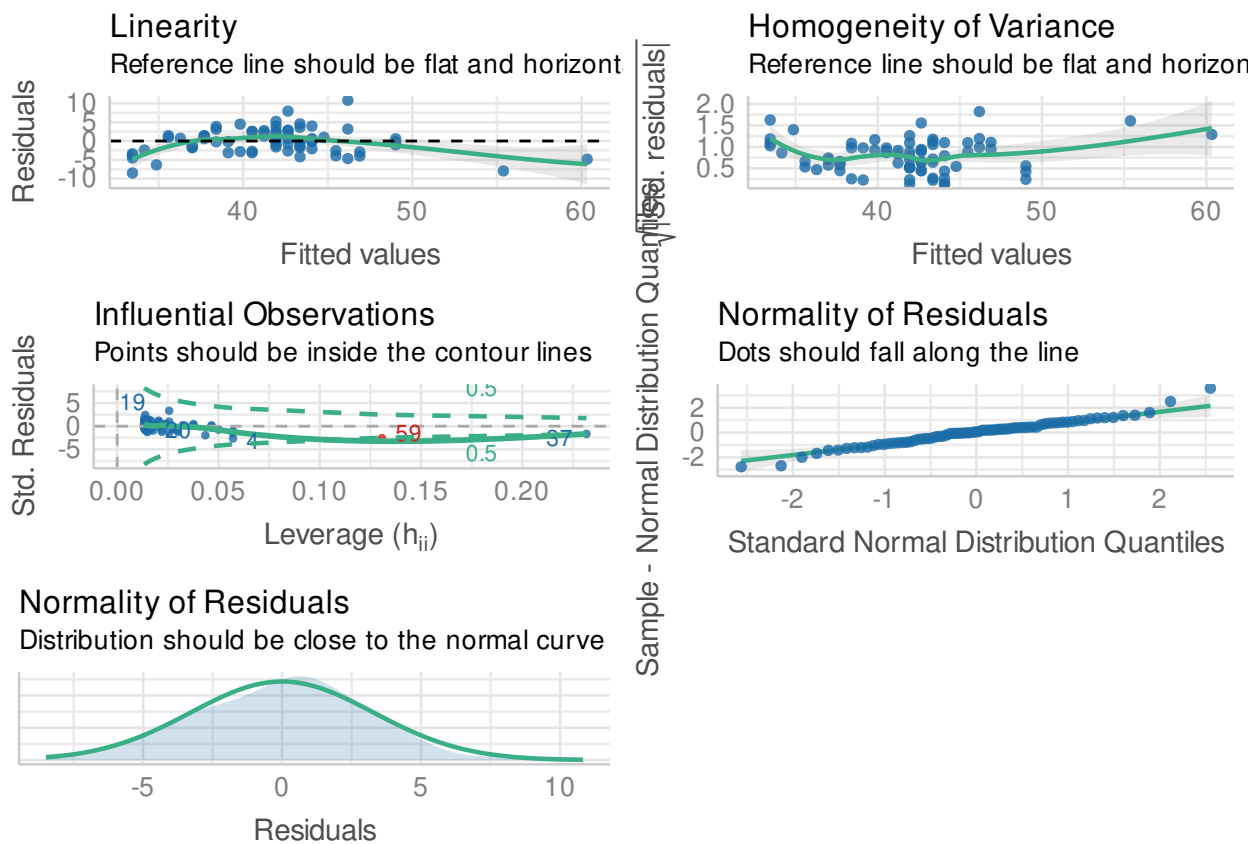 Linearity
Reference line should be flat and horizont
Residuals
10
5
0
-5
-10
40
50
60
Fitted values
Homogeneity of Variance
Reference line should be flat and horizon
√|Std. residuals|
2.0
1.5
1.0
0.5
40
50
60
Fitted values
Influential Observations
Points should be inside the contour lines
Std. Residuals
5
0
-5
19
20
4
59
37
0.5
0.5
0.00
0.05
0.10
0.15
0.20
Leverage (hii)
Normality of Residuals
Dots should fall along the line
Sample - Normal Distribution Quantiles
2
0
-2
-2
-1
0
1
2
Standard Normal Distribution Quantiles
Normality of Residuals
Distribution should be close to the normal curve
-5
0
5
10
Residuals